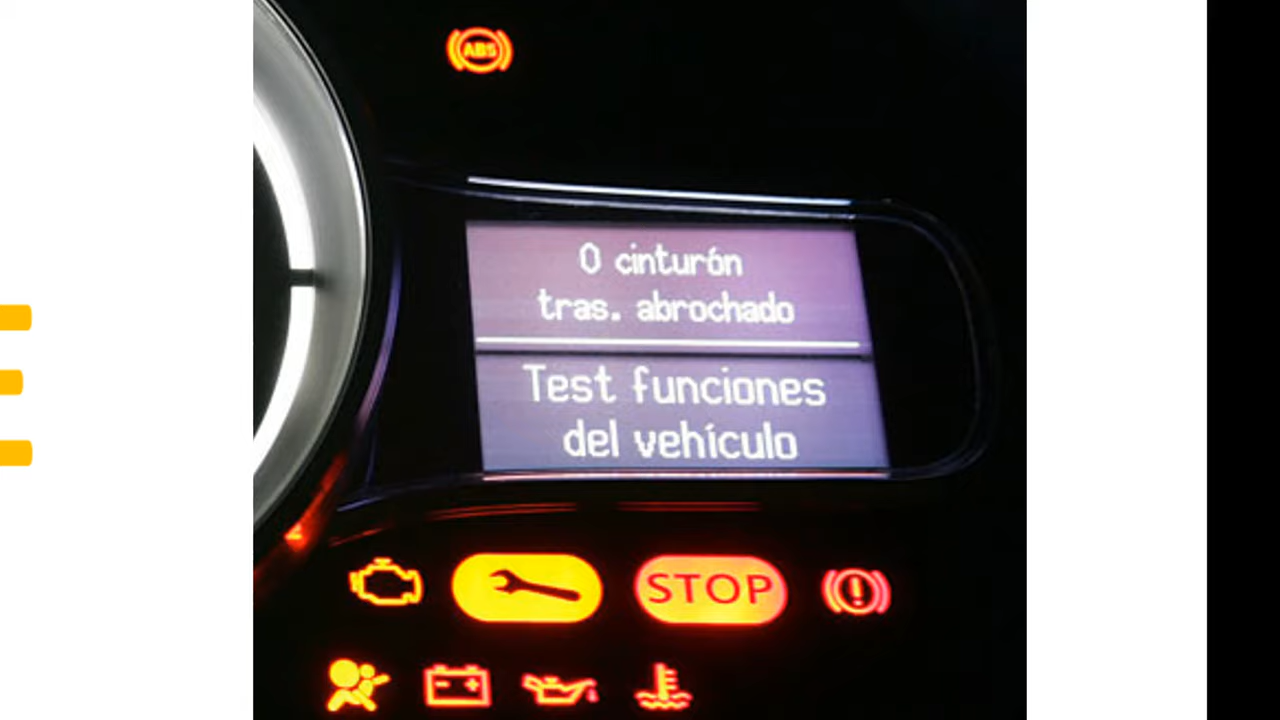 ABS
0 cinturón
tras. abrochado
Test funciones
del vehículo
STOP